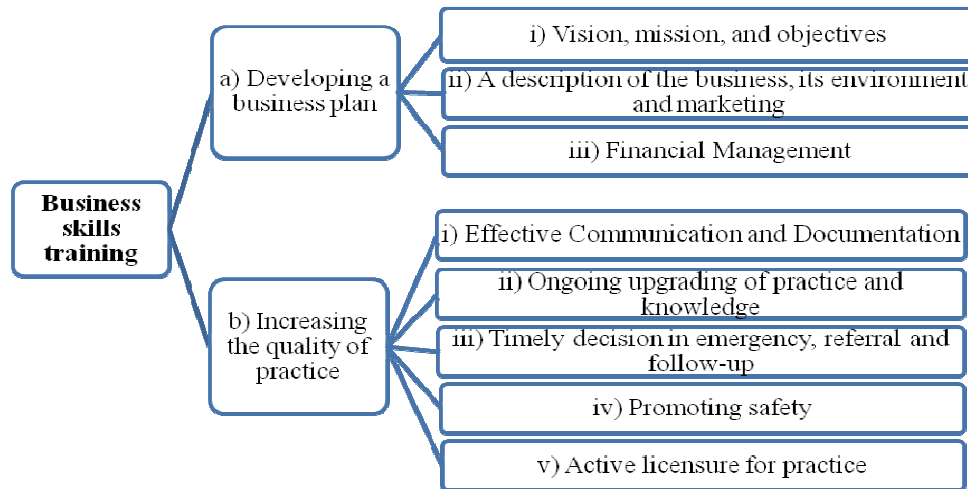 Business
skills
training
a) Developing a
business plan
i) Vision, mission, and objectives
ii) A description of the business, its environment
and marketing
iii) Financial Management
b) Increasing
the quality of
practice
i) Effective Communication and Documentation
ii) Ongoing upgrading of practice and
knowledge
iii) Timely decision in emergency, referral and
follow-up
iv) Promoting safety
v) Active licensure for practice